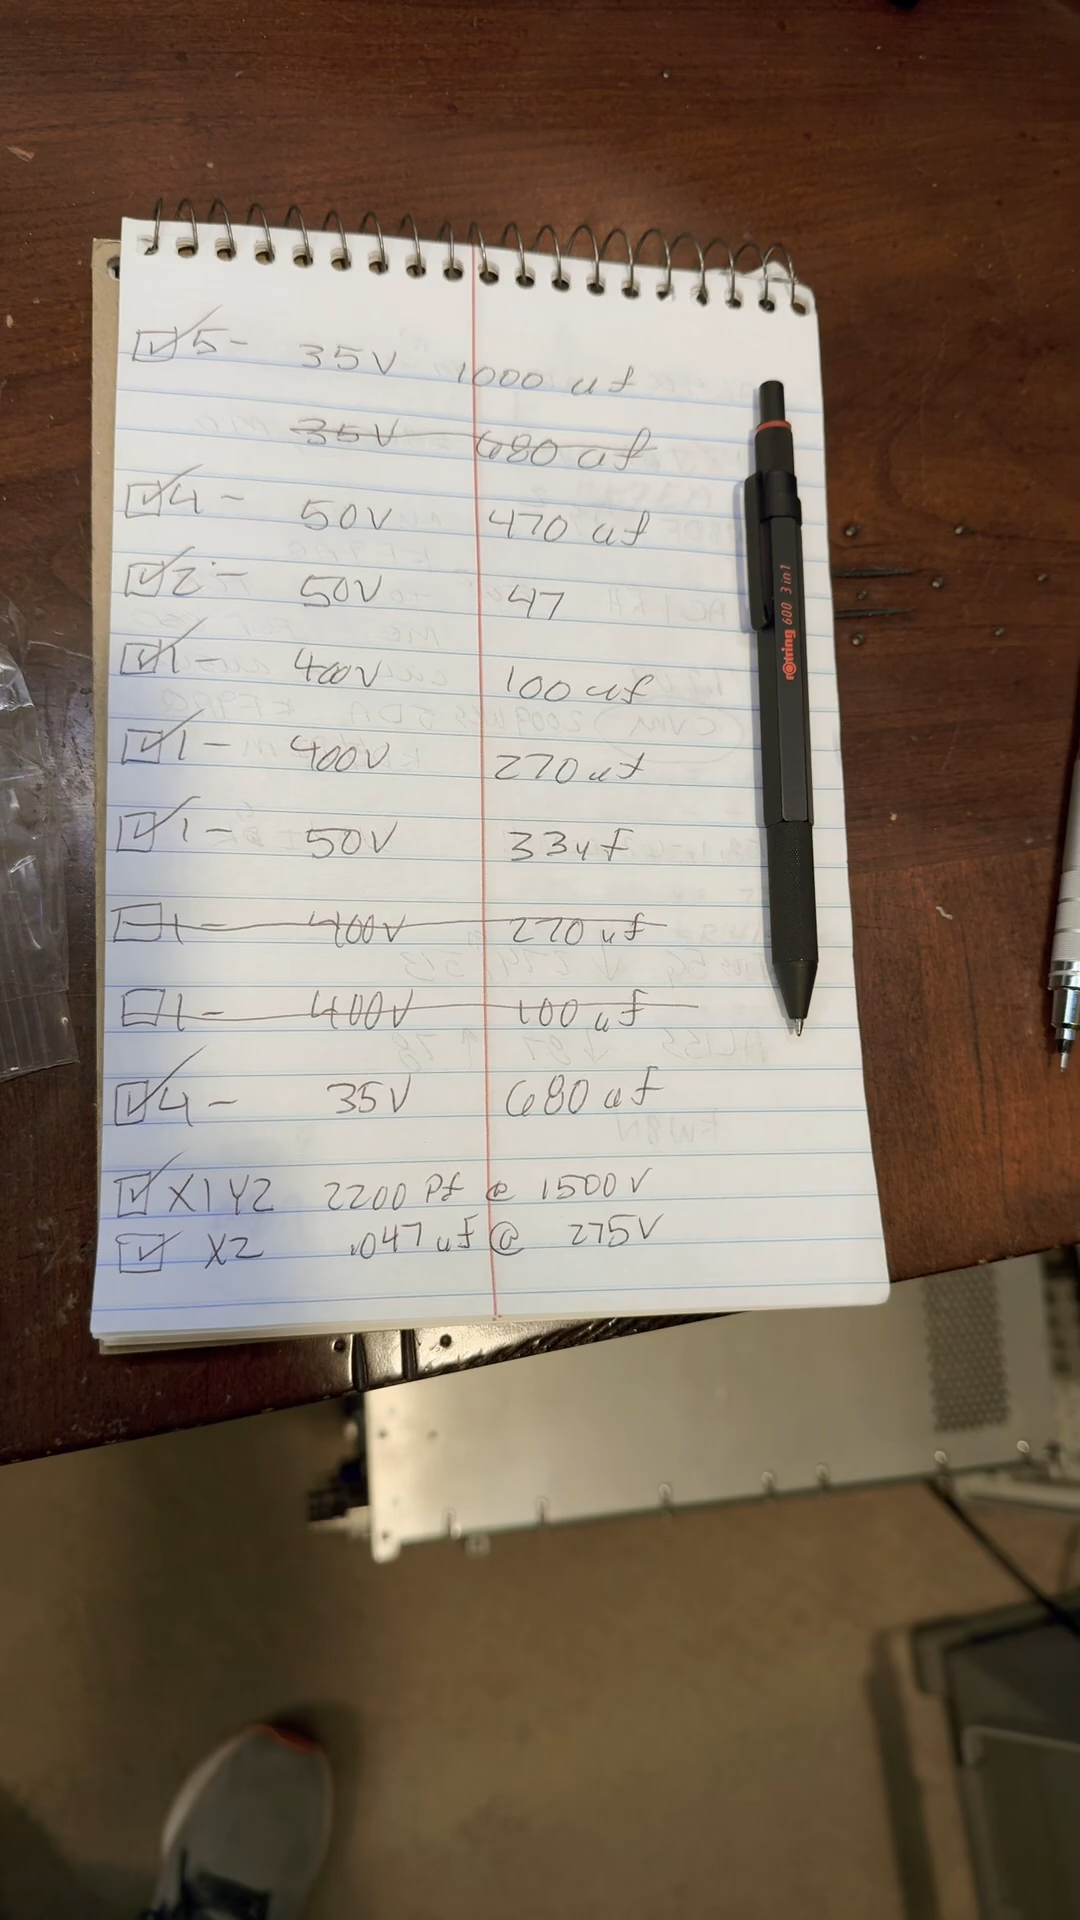 5- 35V 1000 uf
35V 680 uf
4- 50V 470 uf
2- 50V 47
1- 400V 100 uf
1- 400V 270 uf
1- 50V 33uF
1- 400V 270 uf
1- 400V 100 uf
4- 35V 680 uf
X1Y2 2200 Pf @ 1500V
X2 .047 uF @ 275V
rotring 600 3 in 1